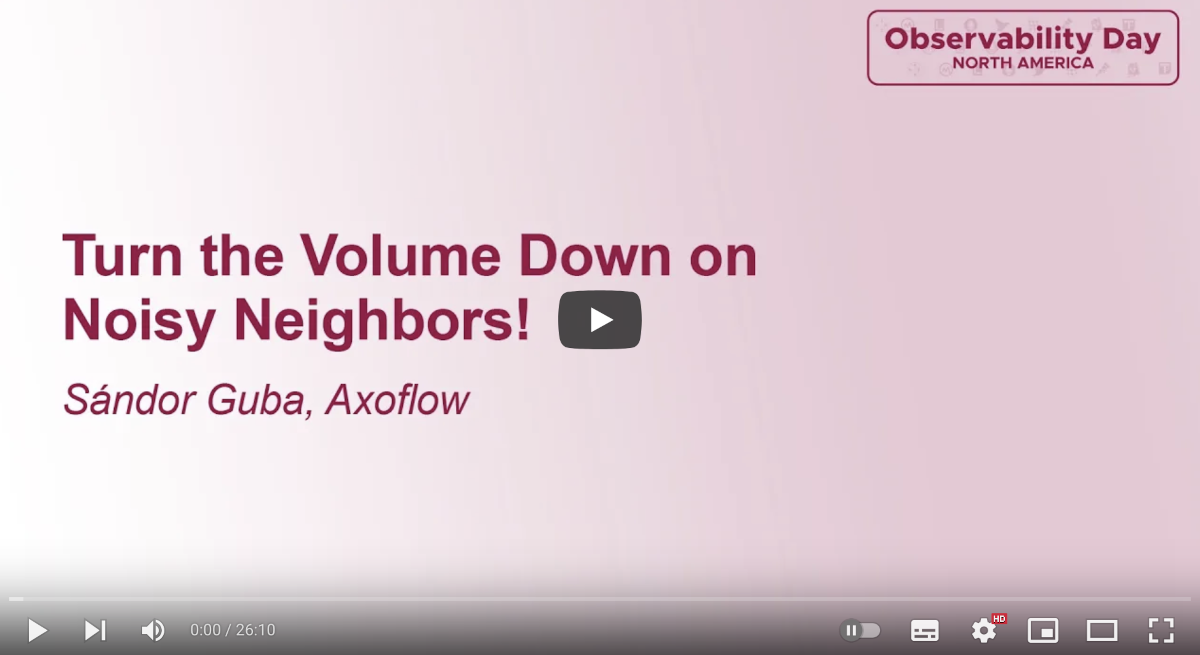 Observability Day
NORTH AMERICA
Turn the Volume Down on
Noisy Neighbors!
Sándor Guba, Axoflow
0:00 / 26:10
HD